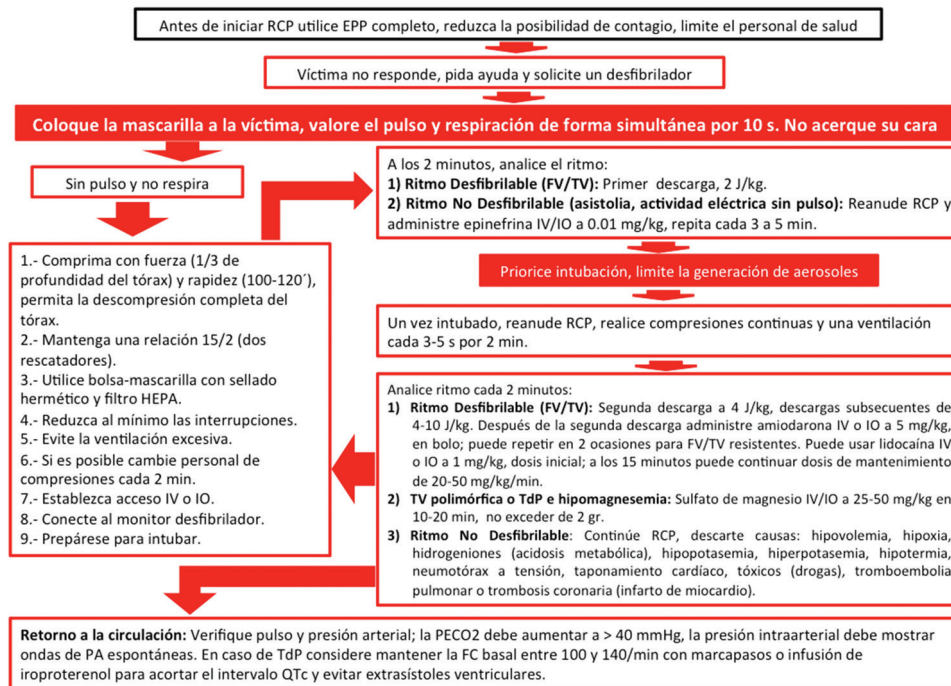 Antes de iniciar RCP utilice EPP completo, reduzca la posibilidad de contagio, limite el personal de salud
Víctima no responde, pida ayuda y solicite un desfibrilador
Coloque la mascarilla a la víctima, valore el pulso y respiración de forma simultánea por 10 s. No acerque su cara
Sin pulso y no respira
1.- Comprima con fuerza (1/3 de
profundidad del tórax) y rapidez (100-120´),
permita la descompresión completa del
tórax.
2.- Mantenga una relación 15/2 (dos
rescatadores).
3.- Utilice bolsa-mascarilla con sellado
hermético y filtro HEPA.
4.- Reduzca al mínimo las interrupciones.
5.- Evite la ventilación excesiva.
6.- Si es posible cambie personal de
compresiones cada 2 min.
7.- Establezca acceso IV o IO.
8.- Conecte al monitor desfibrilador.
9.- Prepárese para intubar.
A los 2 minutos, analice el ritmo:
1) Ritmo Desfibrilable (FV/TV): Primer descarga, 2 J/kg.
2) Ritmo No Desfibrilable (asistolia, actividad eléctrica sin pulso): Reanude RCP y
administre epinefrina IV/IO a 0.01 mg/kg, repita cada 3 a 5 min.
Priorice intubación, limite la generación de aerosoles
Un vez intubado, reanude RCP, realice compresiones continuas y una ventilación
cada 3-5 s por 2 min.
Analice ritmo cada 2 minutos:
1) Ritmo Desfibrilable (FV/TV): Segunda descarga a 4 J/kg, descargas subsecuentes de
4-10 J/kg. Después de la segunda descarga administre amiodarona IV o IO a 5 mg/kg,
en bolo; puede repetir en 2 ocasiones para FV/TV resistentes. Puede usar lidocaína IV
o IO a 1 mg/kg, dosis inicial; a los 15 minutos puede continuar dosis de mantenimiento
de 20-50 mg/kg/min.
2) TV polimórfica o TdP e hipomagnesemia: Sulfato de magnesio IV/IO a 25-50 mg/kg en
10-20 min, no exceder de 2 gr.
3) Ritmo No Desfibrilable: Continúe RCP, descarte causas: hipovolemia, hipoxia,
hidrogeniones (acidosis metabólica), hipopotasemia, hiperpotasemia, hipotermia,
neumotórax a tensión, taponamiento cardíaco, tóxicos (drogas), tromboembolia
pulmonar o trombosis coronaria (infarto de miocardio).
Retorno a la circulación: Verifique pulso y presión arterial; la PECO2 debe aumentar a > 40 mmHg, la presión intraarterial debe mostrar
ondas de PA espontáneas. En caso de TdP considere mantener la FC basal entre 100 y 140/min con marcapasos o infusión de
iroproterenol para acortar el intervalo QTc y evitar extrasístoles ventriculares.